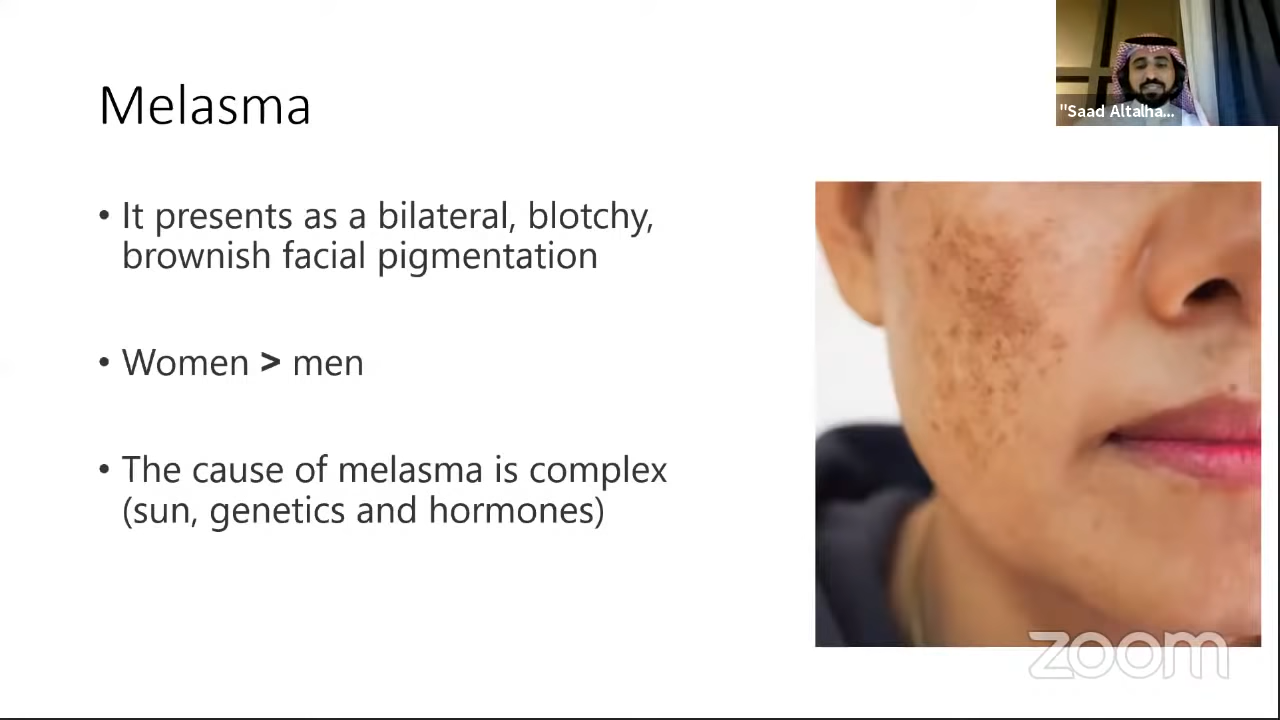 Melasma
"Saad Altalha...
• It presents as a bilateral, blotchy,
brownish facial pigmentation
• Women > men
• The cause of melasma is complex
(sun, genetics and hormones)
zoom